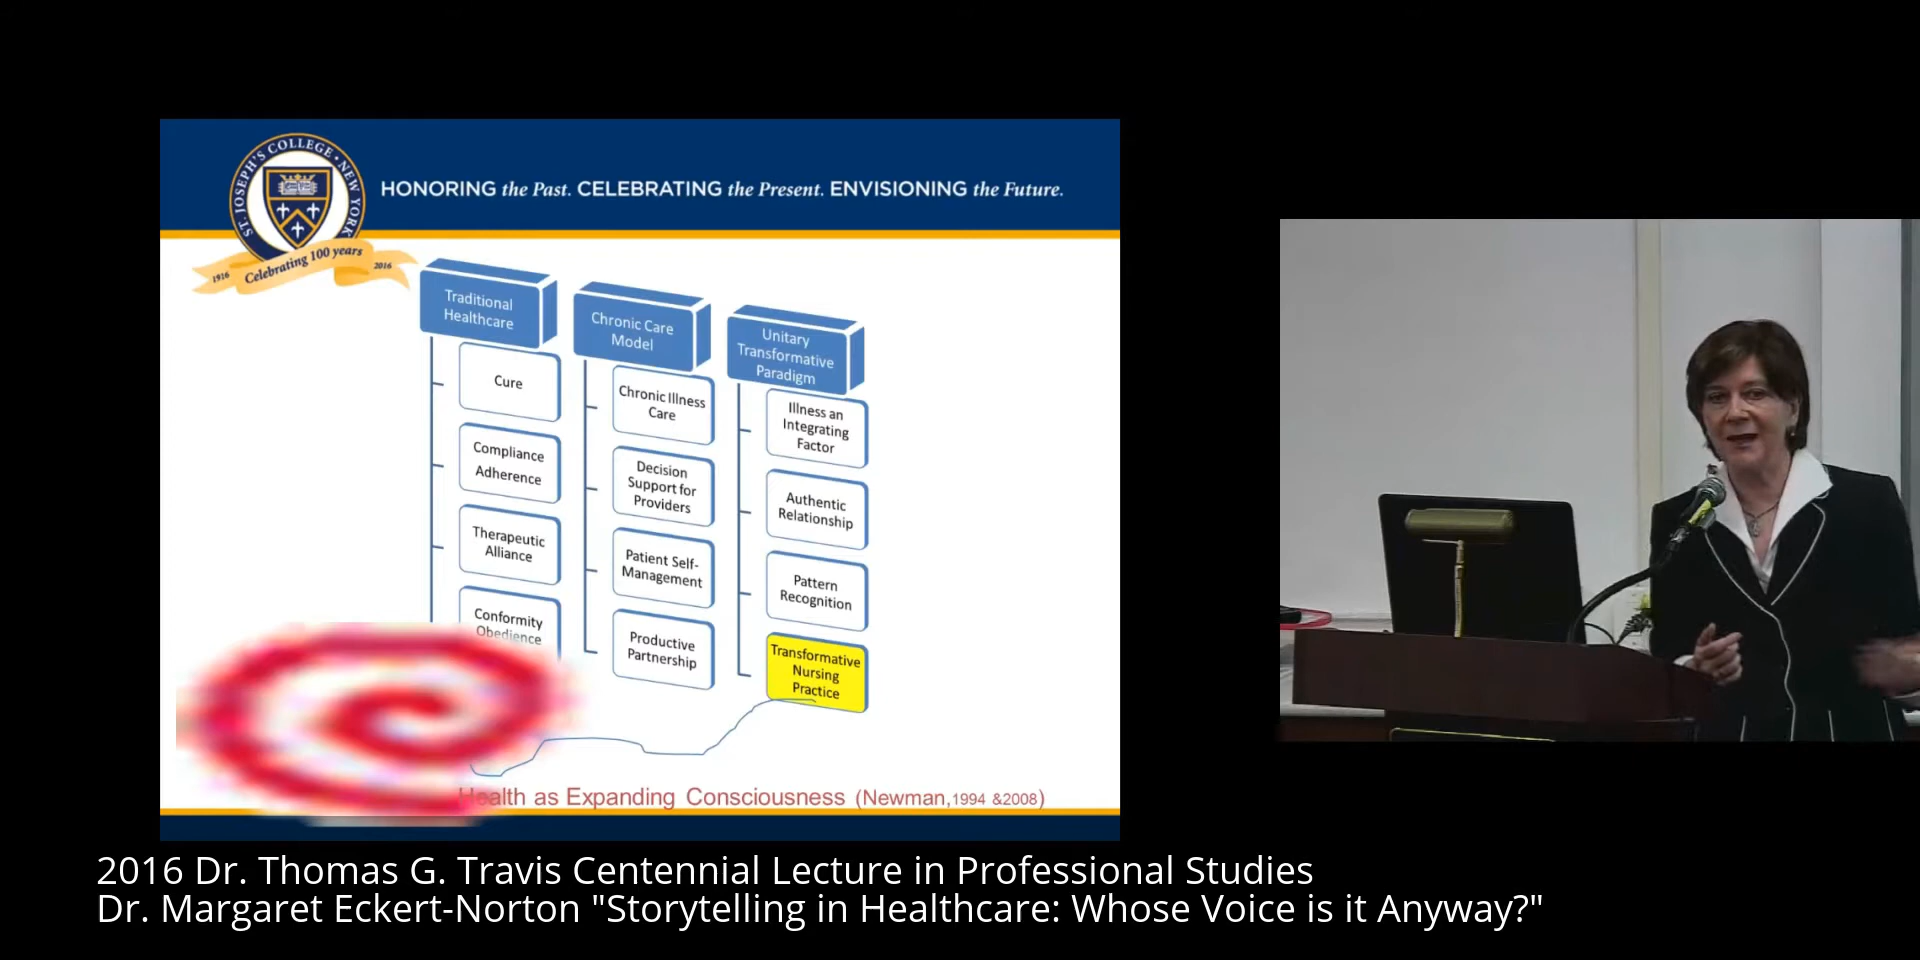 ST. JOSEPH'S COLLEGE • NEW YORK
HONORING the Past. CELEBRATING the Present. ENVISIONING the Future.
1916 Celebrating 100 years 2016
Traditional
Healthcare
Cure
Compliance
Adherence
Therapeutic
Alliance
Conformity
Obedience
Chronic Care
Model
Chronic Illness
Care
Decision
Support for
Providers
Patient Self-
Management
Productive
Partnership
Unitary
Transformative
Paradigm
Illness an
Integrating
Factor
Authentic
Relationship
Pattern
Recognition
Transformative
Nursing
Practice
Health as Expanding Consciousness (Newman,1994 &2008)
2016 Dr. Thomas G. Travis Centennial Lecture in Professional Studies
Dr. Margaret Eckert-Norton "Storytelling in Healthcare: Whose Voice is it Anyway?"